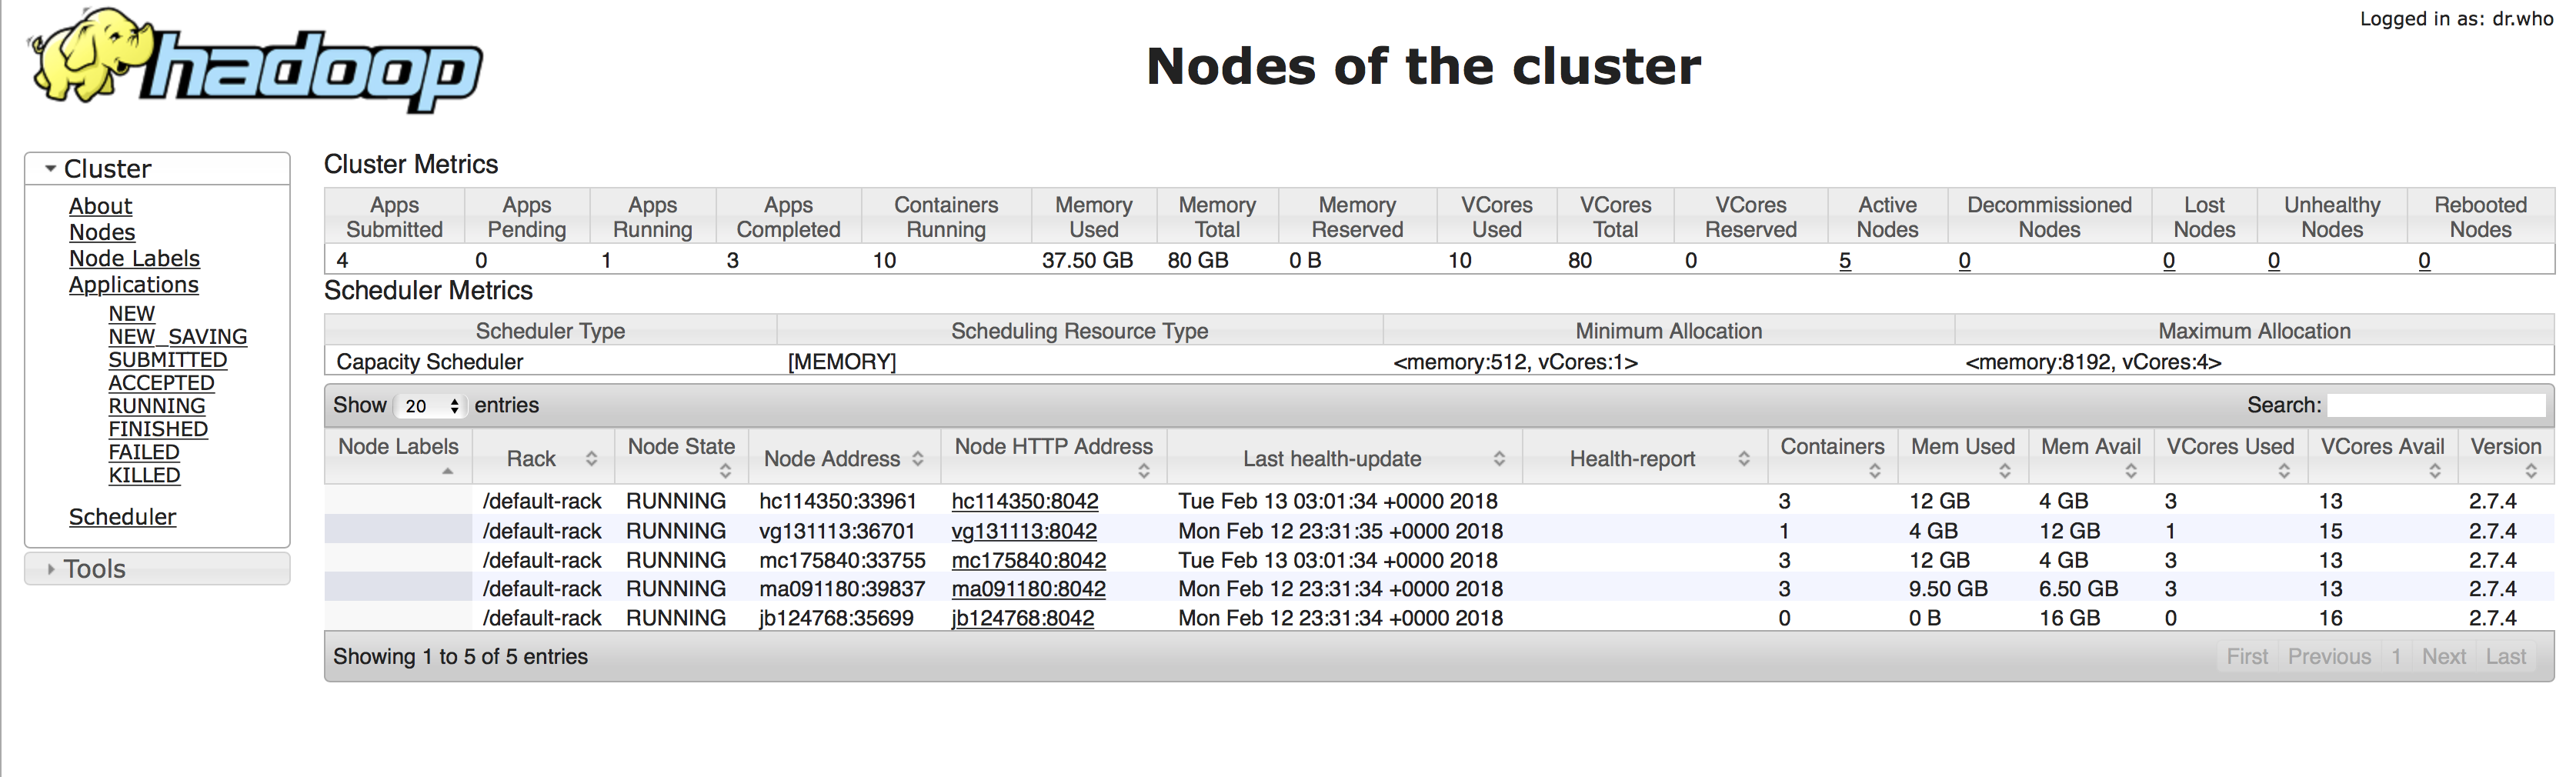 hadoop
Logged in as: dr.who
Nodes of the cluster
Cluster
About
Nodes
Node Labels
Applications
NEW
NEW_SAVING
SUBMITTED
ACCEPTED
RUNNING
FINISHED
FAILED
KILLED
Scheduler
Tools
Cluster Metrics
Apps Submitted Apps Pending Apps Running Apps Completed Containers Running Memory Used Memory Total Memory Reserved VCores Used VCores Total VCores Reserved Active Nodes Decommissioned Nodes Lost Nodes Unhealthy Nodes Rebooted Nodes
4 0 1 3 10 37.50 GB 80 GB 0 B 10 80 0 5 0 0 0 0
Scheduler Metrics
Scheduler Type Scheduling Resource Type Minimum Allocation Maximum Allocation
Capacity Scheduler [MEMORY] <memory:512, vCores:1> <memory:8192, vCores:4>
Show 20 entries Search:
Node Labels Rack Node State Node Address Node HTTP Address Last health-update Health-report Containers Mem Used Mem Avail VCores Used VCores Avail Version
/default-rack RUNNING hc114350:33961 hc114350:8042 Tue Feb 13 03:01:34 +0000 2018 3 12 GB 4 GB 3 13 2.7.4
/default-rack RUNNING vg131113:36701 vg131113:8042 Mon Feb 12 23:31:35 +0000 2018 1 4 GB 12 GB 1 15 2.7.4
/default-rack RUNNING mc175840:33755 mc175840:8042 Tue Feb 13 03:01:34 +0000 2018 3 12 GB 4 GB 3 13 2.7.4
/default-rack RUNNING ma091180:39837 ma091180:8042 Mon Feb 12 23:31:34 +0000 2018 3 9.50 GB 6.50 GB 3 13 2.7.4
/default-rack RUNNING jb124768:35699 jb124768:8042 Mon Feb 12 23:31:34 +0000 2018 0 0 B 16 GB 0 16 2.7.4
Showing 1 to 5 of 5 entries First Previous 1 Next Last